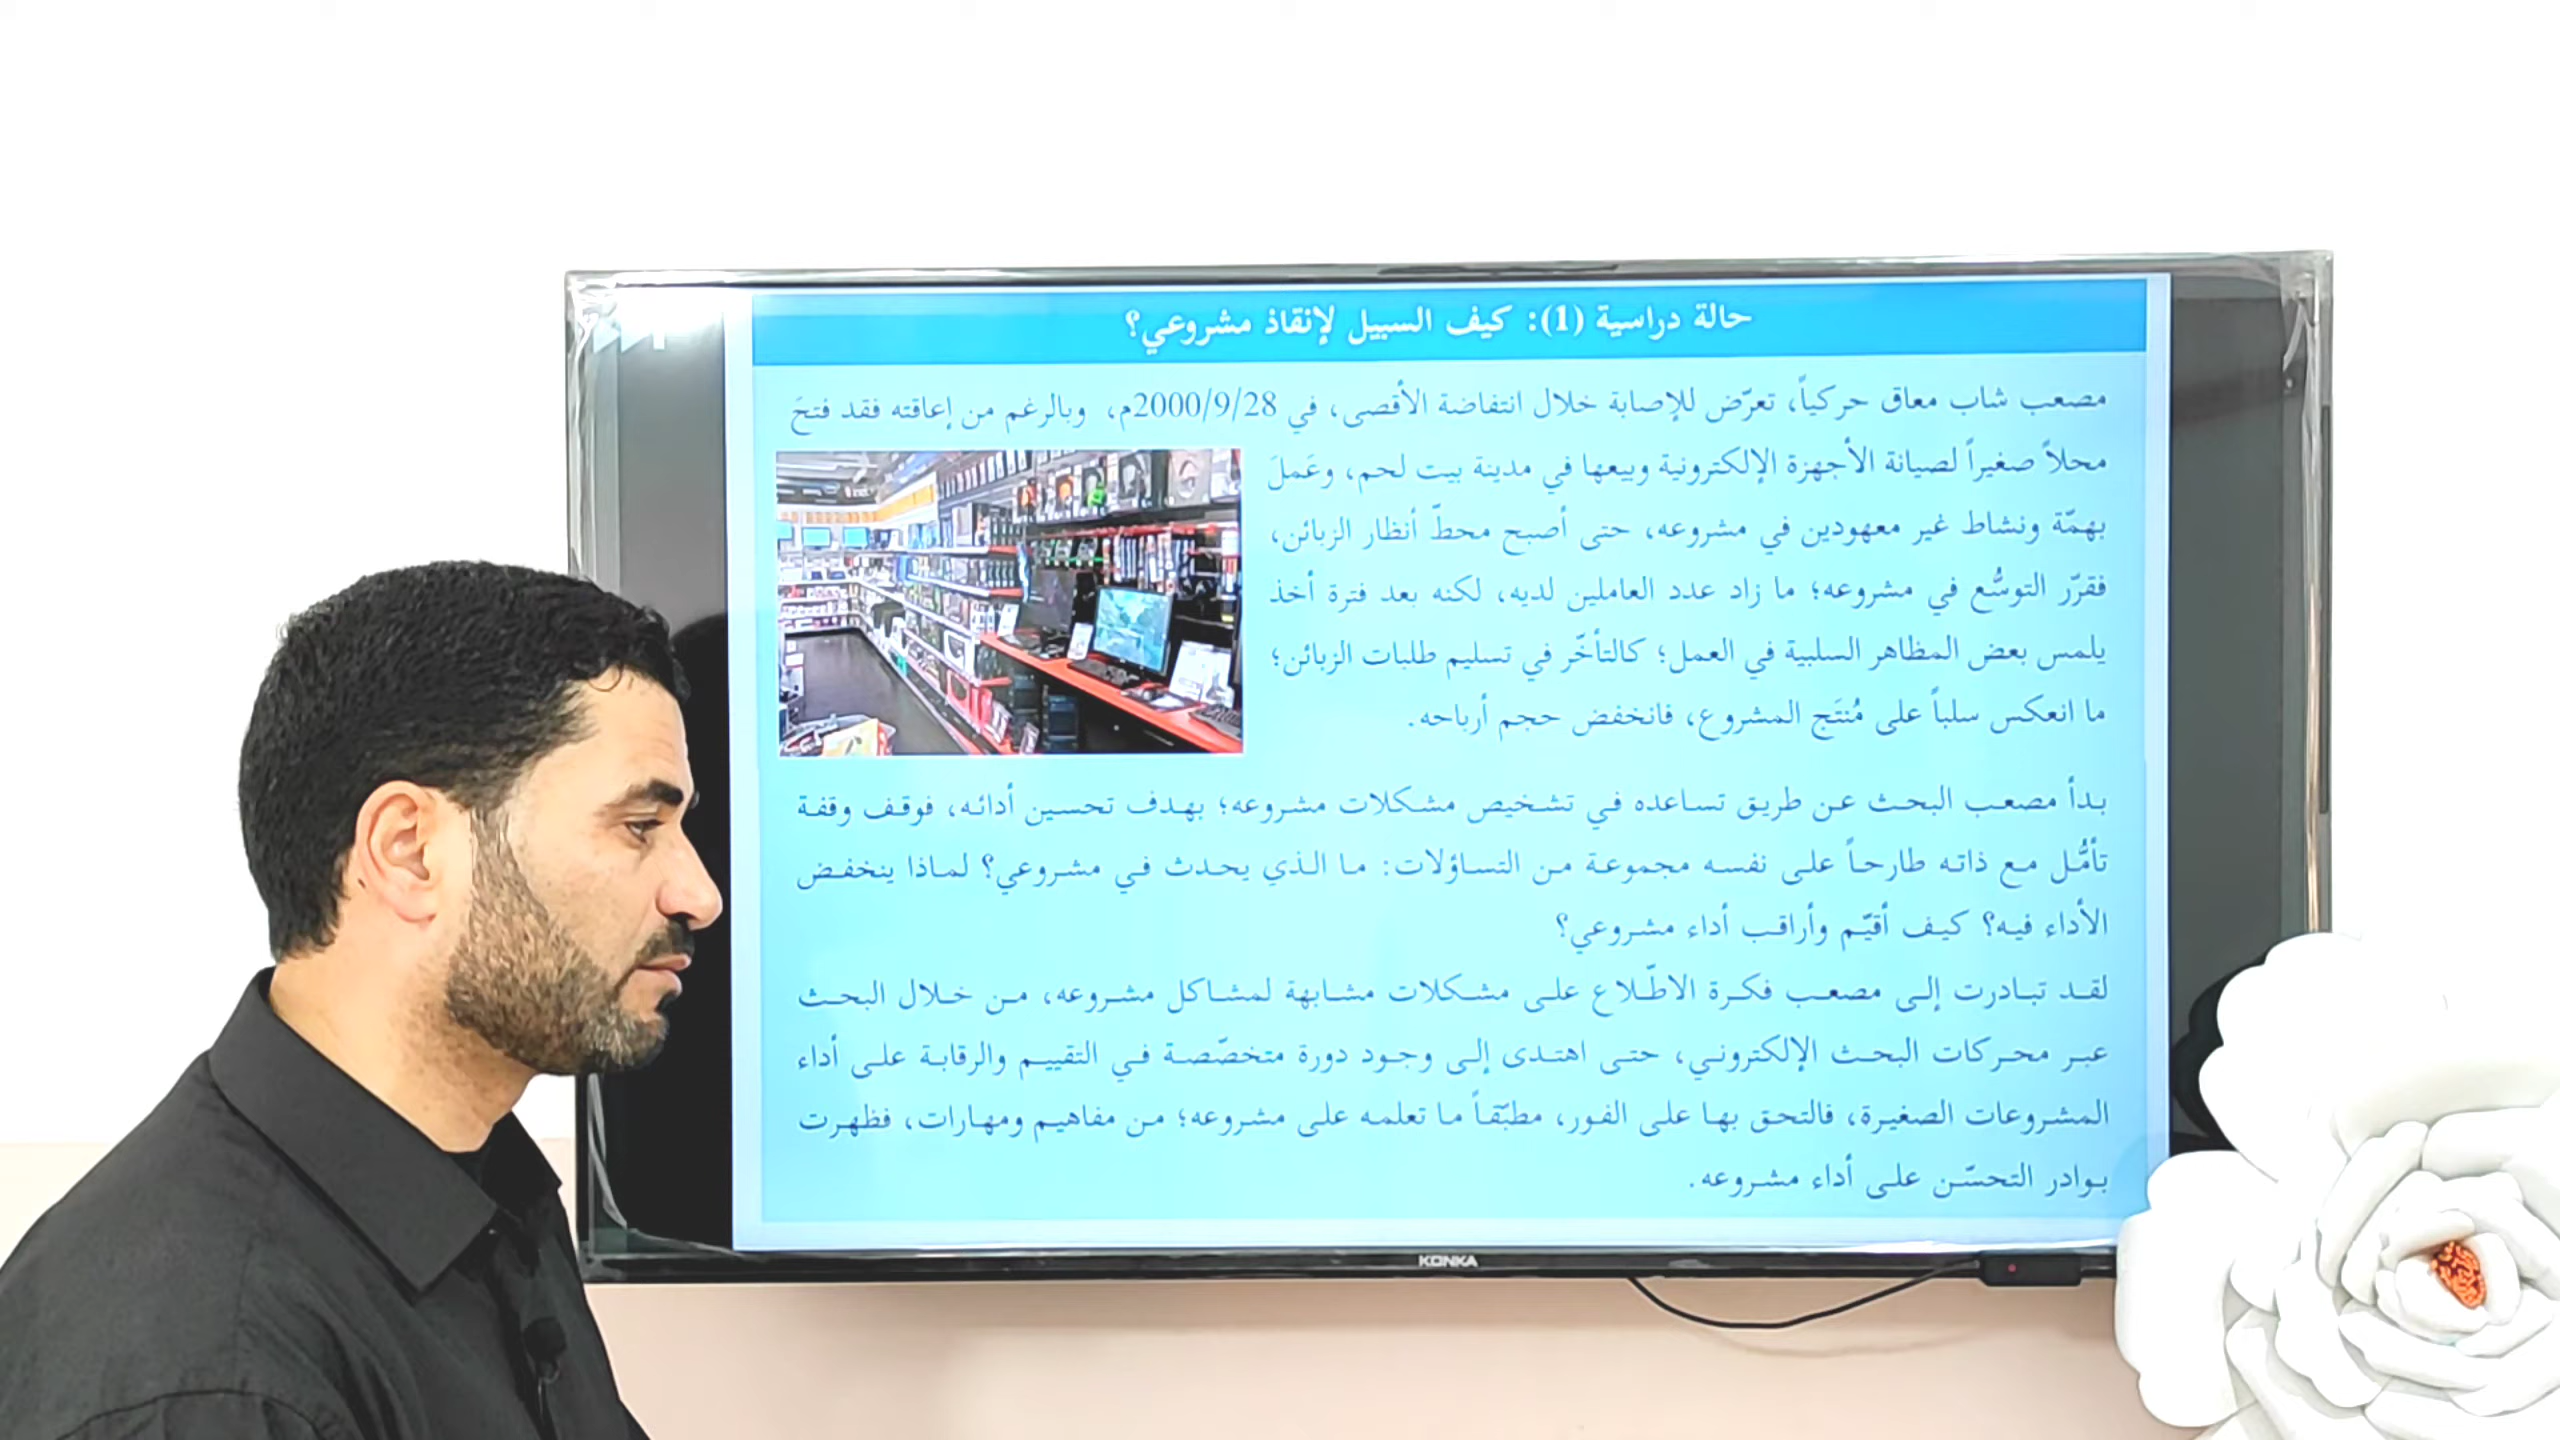 حالة دراسية (1): كيف السبيل لإنقاذ مشروعي؟
مصعب شاب معاق حركياً، تعرّض للإصابة خلال انتفاضة الأقصى، في 2000/9/28م، وبالرغم من إعاقته فقد فتحَ
محلاً صغيراً لصيانة الأجهزة الإلكترونية وبيعها في مدينة بيت لحم، وعَملَ
بهمّة ونشاط غير معهودين في مشروعه، حتى أصبح محطّ أنظار الزبائن،
فقرّر التوسُّع في مشروعه؛ ما زاد عدد العاملين لديه، لكنه بعد فترة أخذ
يلمس بعض المظاهر السلبية في العمل؛ كالتأخّر في تسليم طلبات الزبائن؛
ما انعكس سلباً على مُنتَج المشروع، فانخفض حجم أرباحه.
بدأ مصعب البحث عن طريق تساعده في تشخيص مشكلات مشروعه؛ بهدف تحسين أدائه، فوقف وقفة
تأمُّل مع ذاته طارحاً على نفسه مجموعة من التساؤلات: ما الذي يحدث في مشروعي؟ لماذا ينخفض
الأداء فيه؟ كيف أقيّم وأراقب أداء مشروعي؟
لقد تبادرت إلى مصعب فكرة الاطّلاع على مشكلات مشابهة لمشاكل مشروعه، من خلال البحث
عبر محركات البحث الإلكتروني، حتى اهتدى إلى وجود دورة متخصّصة في التقييم والرقابة على أداء
المشروعات الصغيرة، فالتحق بها على الفور، مطبّقاً ما تعلمه على مشروعه؛ من مفاهيم ومهارات، فظهرت
بوادر التحسّن على أداء مشروعه.
KONKA